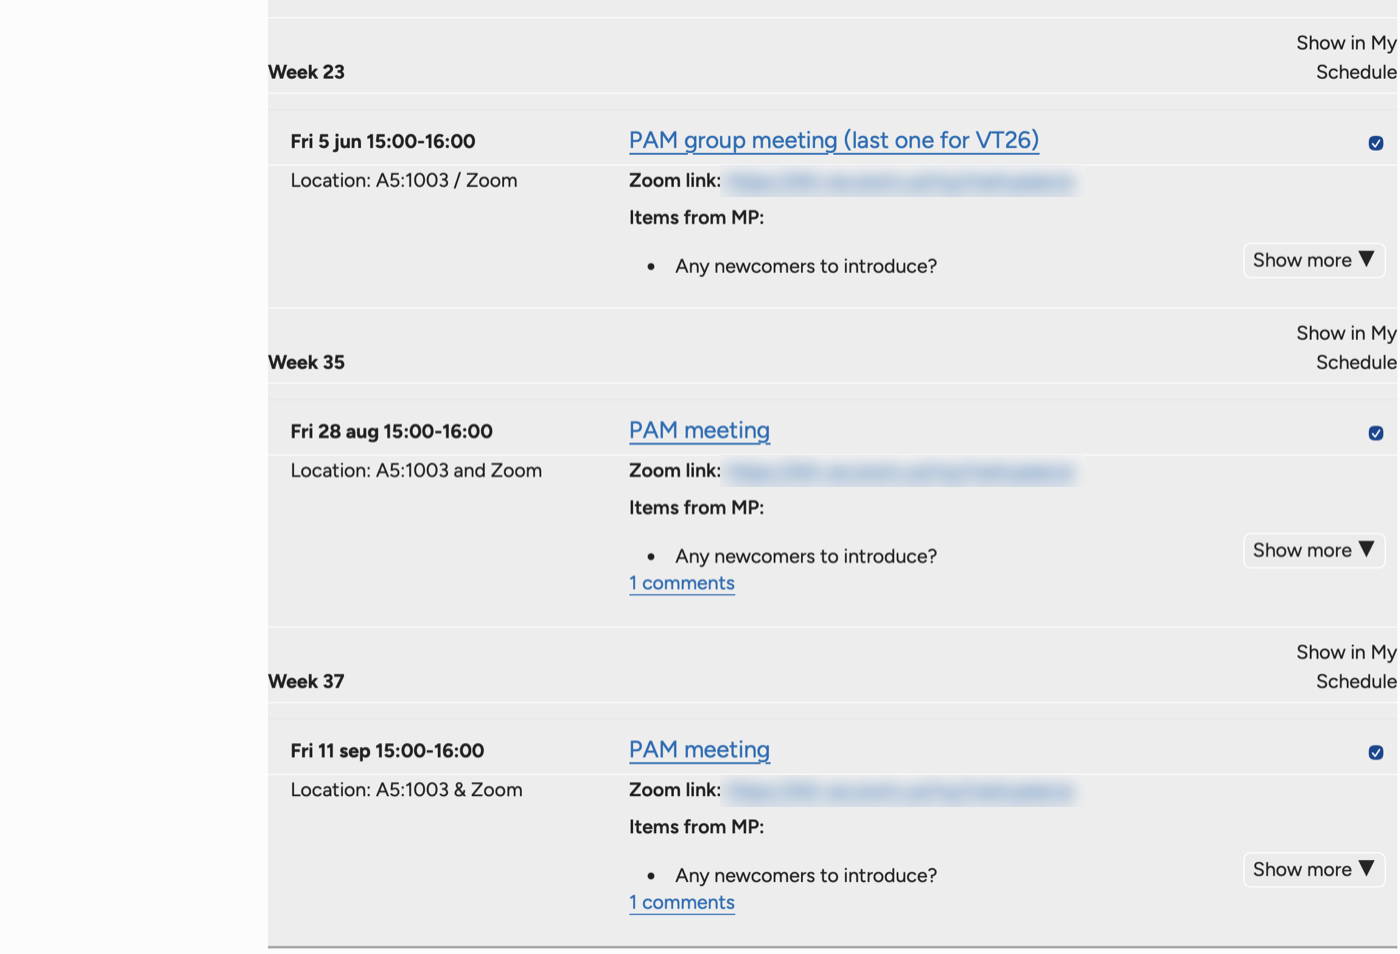 Show in My
Week 23 Schedule
Fri 5 jun 15:00-16:00 PAM group meeting (last one for VT26)
Location: A5:1003 / Zoom Zoom link:
Items from MP:
• Any newcomers to introduce?
Show more ▼
Show in My
Week 35 Schedule
Fri 28 aug 15:00-16:00 PAM meeting
Location: A5:1003 and Zoom Zoom link:
Items from MP:
• Any newcomers to introduce?
Show more ▼
1 comments
Show in My
Week 37 Schedule
Fri 11 sep 15:00-16:00 PAM meeting
Location: A5:1003 & Zoom Zoom link:
Items from MP:
• Any newcomers to introduce?
Show more ▼
1 comments